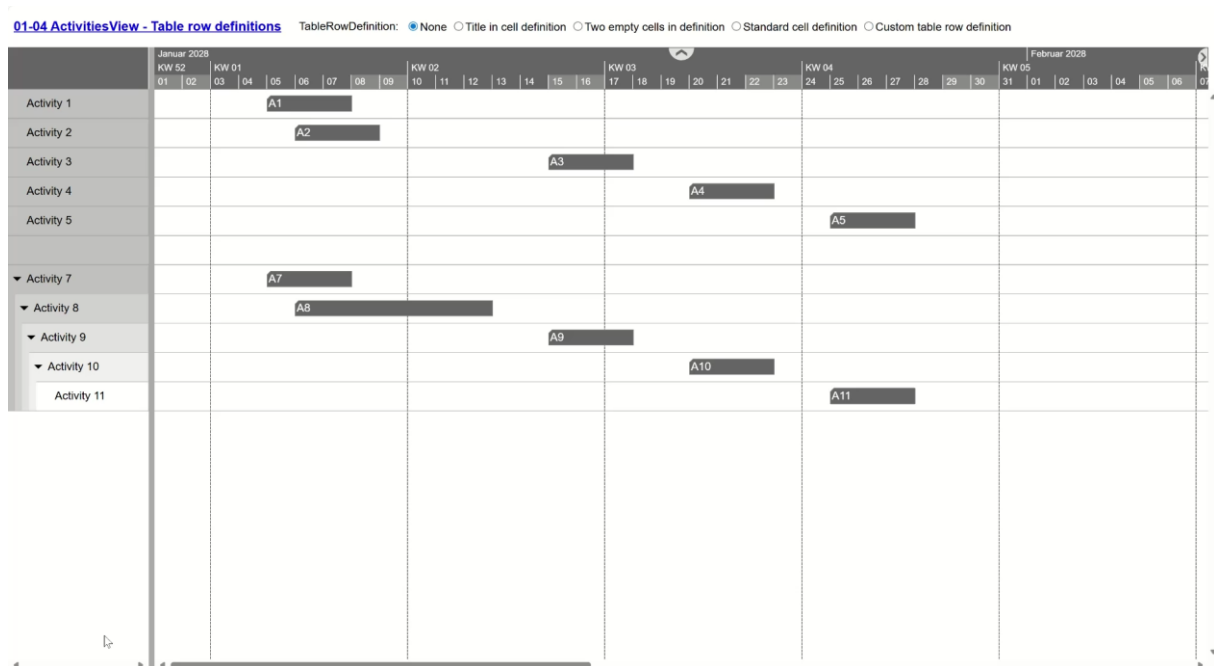 01-04 ActivitiesView - Table row definitions TableRowDefinition: None Title in cell definition Two empty cells in definition Standard cell definition Custom table row definition
Januar 2028 Februar 2028
KW 52 KW 01 KW 02 KW 03 KW 04 KW 05
01 02 03 04 05 06 07 08 09 10 11 12 13 14 15 16 17 18 19 20 21 22 23 24 25 26 27 28 29 30 31 01 02 03 04 05 06 07
Activity 1 A1
Activity 2 A2
Activity 3 A3
Activity 4 A4
Activity 5 A5
Activity 7 A7
Activity 8 A8
Activity 9 A9
Activity 10 A10
Activity 11 A11